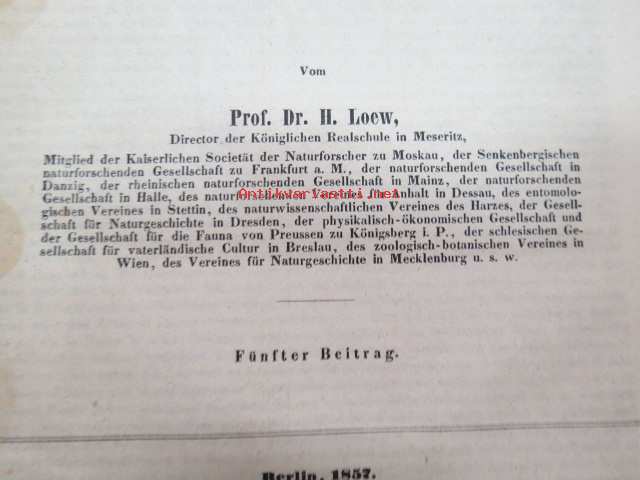 Vom
Prof. Dr. H. Loew,
Director der Königlichen Realschule in Meseritz,
Mitglied der Kaiserlichen Societät der Naturforscher zu Moskau, der Senkenbergischen
naturforschenden Gesellschaft zu Frankfurt a. M., der naturforschenden Gesellschaft in
Danzig, der rheinischen naturforschenden Gesellschaft in Mainz, der naturforschenden
Gesellschaft in Halle, des naturforschenden Vereines in Anhalt in Dessau, des entomolo-
gischen Vereines in Stettin, des naturwissenschaftlichen Vereines des Harzes, der Gesell-
schaft für Naturgeschichte in Dresden, der physikalisch-ökonomischen Gesellschaft und
der Gesellschaft für die Fauna von Preussen zu Königsberg i. P., der schlesischen Ge-
sellschaft für vaterländische Cultur in Breslau, des zoologisch-botanischen Vereines in
Wien, des Vereines für Naturgeschichte in Mecklenburg u. s. w.
Fünfter Beitrag.
Berlin, 1857.